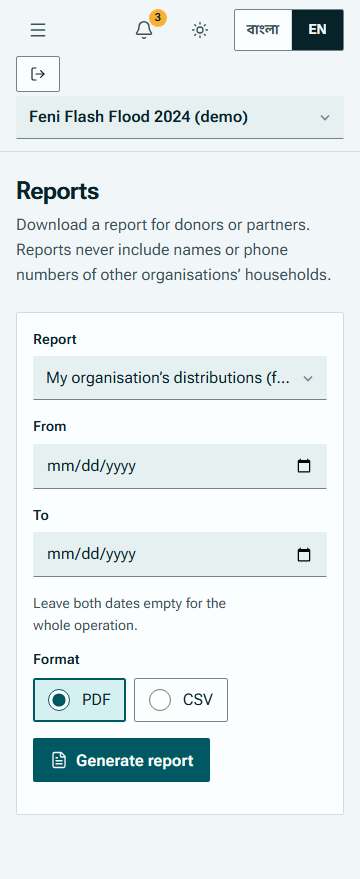 3
বাংলা
EN
Feni Flash Flood 2024 (demo)
Reports
Download a report for donors or partners.
Reports never include names or phone
numbers of other organisations’ households.
Report
My organisation’s distributions (f...
From
mm/dd/yyyy
To
mm/dd/yyyy
Leave both dates empty for the
whole operation.
Format
PDF
CSV
Generate report